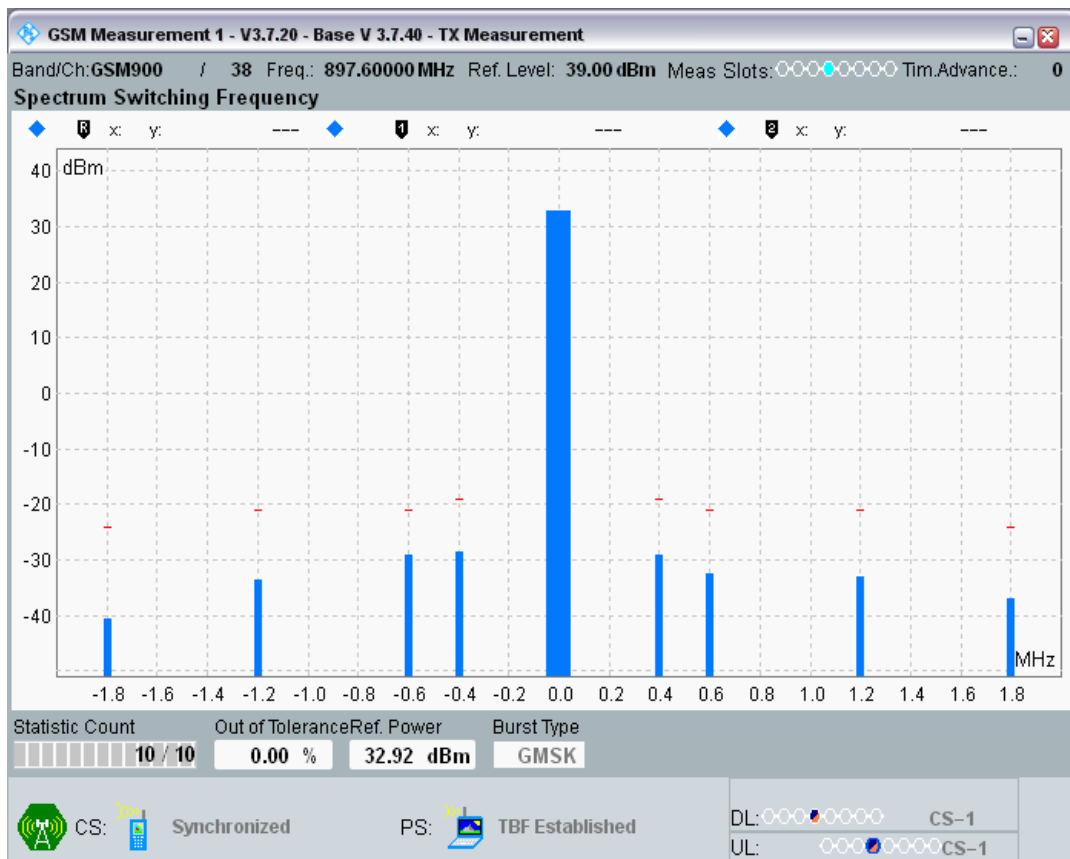 GSM Measurement 1 - V3.7.20 - Base V 3.7.40 - TX Measurement
Band/Ch:GSM900 / 38 Freq.: 897.60000 MHz Ref. Level: 39.00 dBm Meas Slots: Tim.Advance.: 0
Spectrum Switching Frequency
R x: y: --- 1 x: y: --- 2 x: y: ---
dBm
40
30
20
10
0
-10
-20
-30
-40
MHz
-1.8 -1.6 -1.4 -1.2 -1.0 -0.8 -0.6 -0.4 -0.2 0.0 0.2 0.4 0.6 0.8 1.0 1.2 1.4 1.6 1.8
Statistic Count Out of Tolerance Ref. Power Burst Type
10 / 10 0.00 % 32.92 dBm GMSK
CS: Synchronized PS: TBF Established
DL: CS-1
UL: CS-1